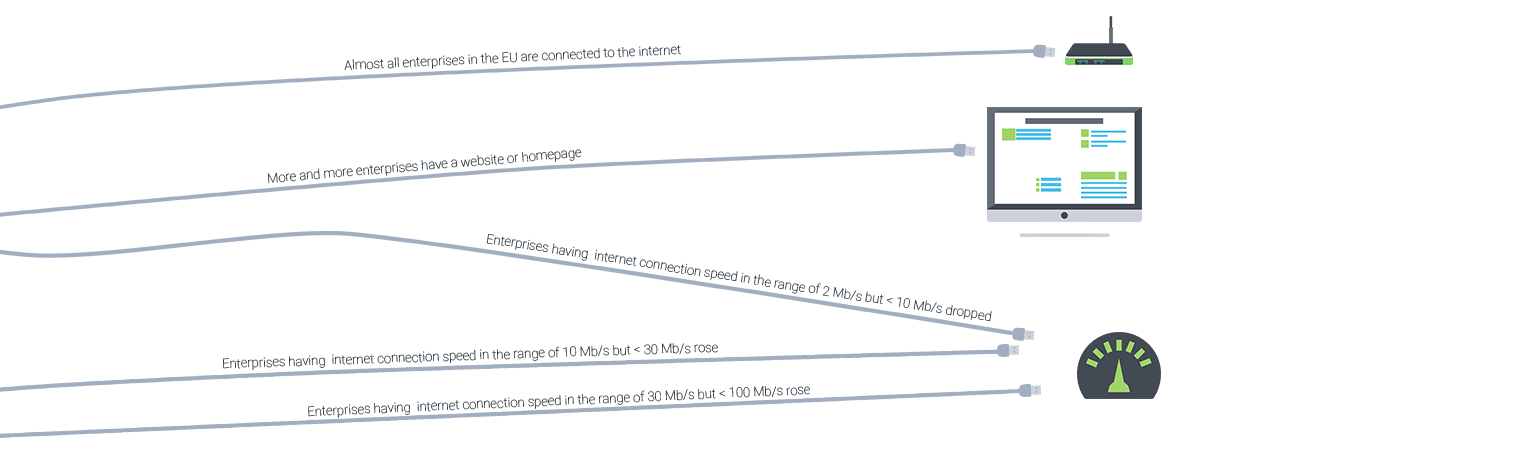 Almost all enterprises in the EU are connected to the internet
More and more enterprises have a website or homepage
Enterprises having  internet connection speed in the range of 2 Mb/s but < 10 Mb/s dropped
Enterprises having  internet connection speed in the range of 10 Mb/s but < 30 Mb/s rose
Enterprises having  internet connection speed in the range of 30 Mb/s but < 100 Mb/s rose